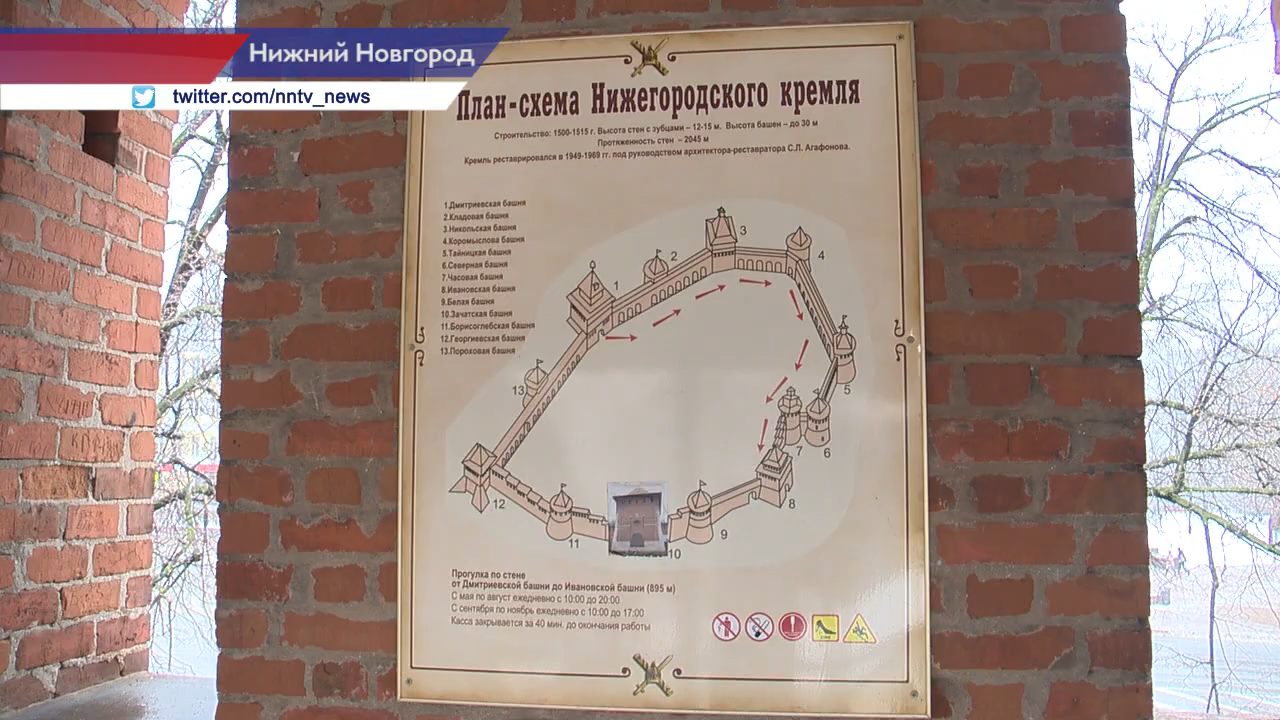 Нижний Новгород
twitter.com/nntv_news
План-схема Нижегородского кремля
Строительство: 1500-1515 г. Высота стен с зубцами – 12-15 м. Высота башен – до 30 м
Протяженность стен – 2045 м
Кремль реставрировался в 1949-1969 гг. под руководством архитектора-реставратора С.Л. Агафонова.
1.Дмитриевская башня
2.Кладовая башня
3.Никольская башня
4.Коромыслова башня
5.Тайницкая башня
6.Северная башня
7.Часовая башня
8.Ивановская башня
9.Белая башня
10.Зачатская башня
11.Борисоглебская башня
12.Георгиевская башня
13.Пороховая башня
3
4
2
1
13
5
7
6
12
8
11
10
9
Прогулка по стене
от Дмитриевской башни до Ивановской башни (895 м)
С мая по август ежедневно с 10:00 до 20:00
С сентября по ноябрь ежедневно с 10:00 до 17:00
Касса закрывается за 40 мин. до окончания работы